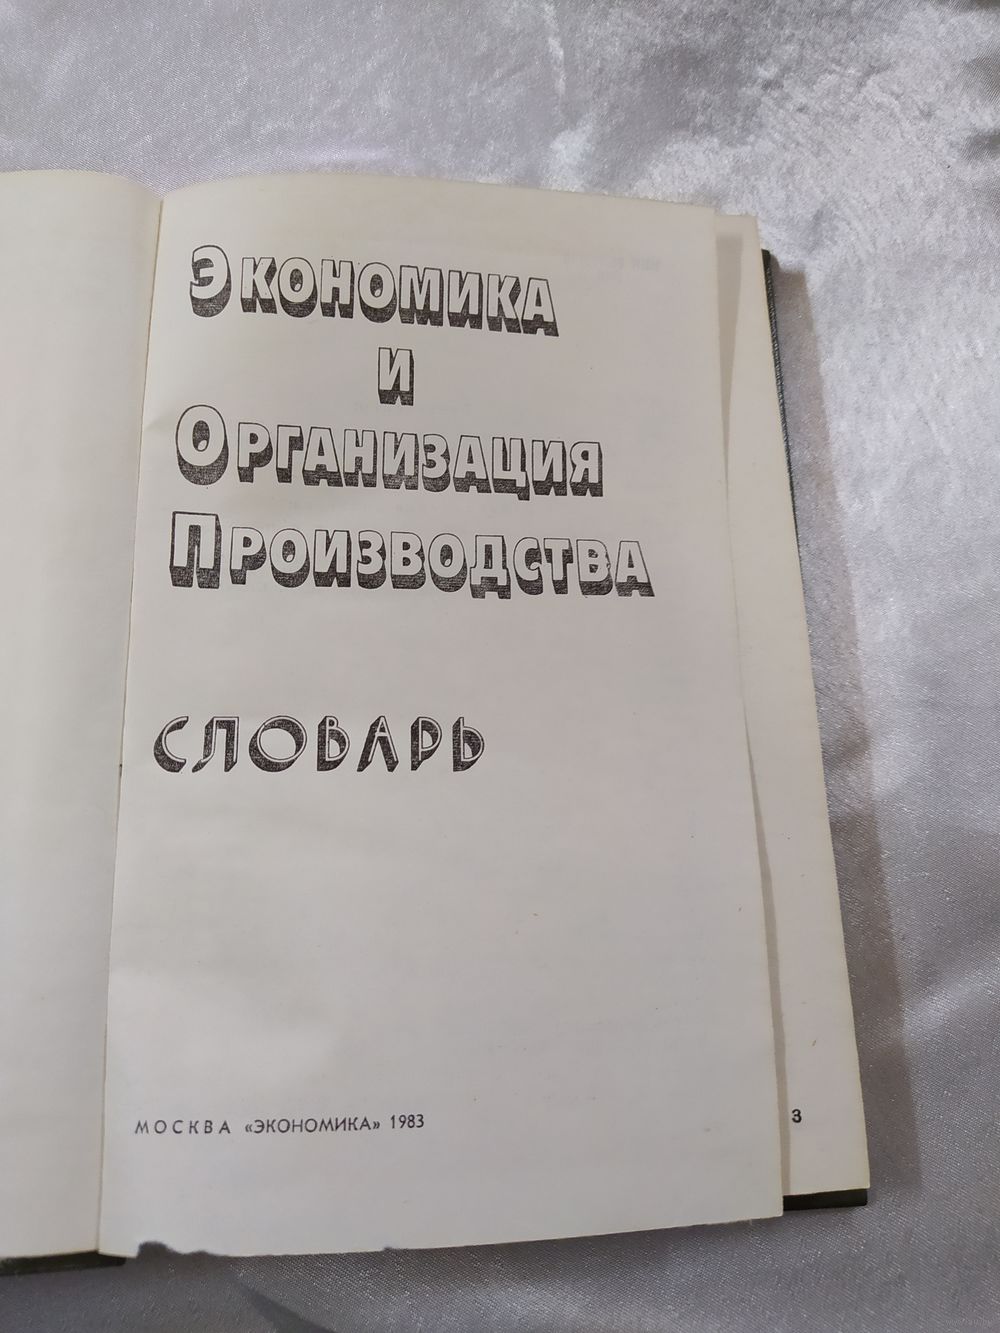 Экономика
и
Организация
Производства
словарь
МОСКВА «ЭКОНОМИКА» 1983
3